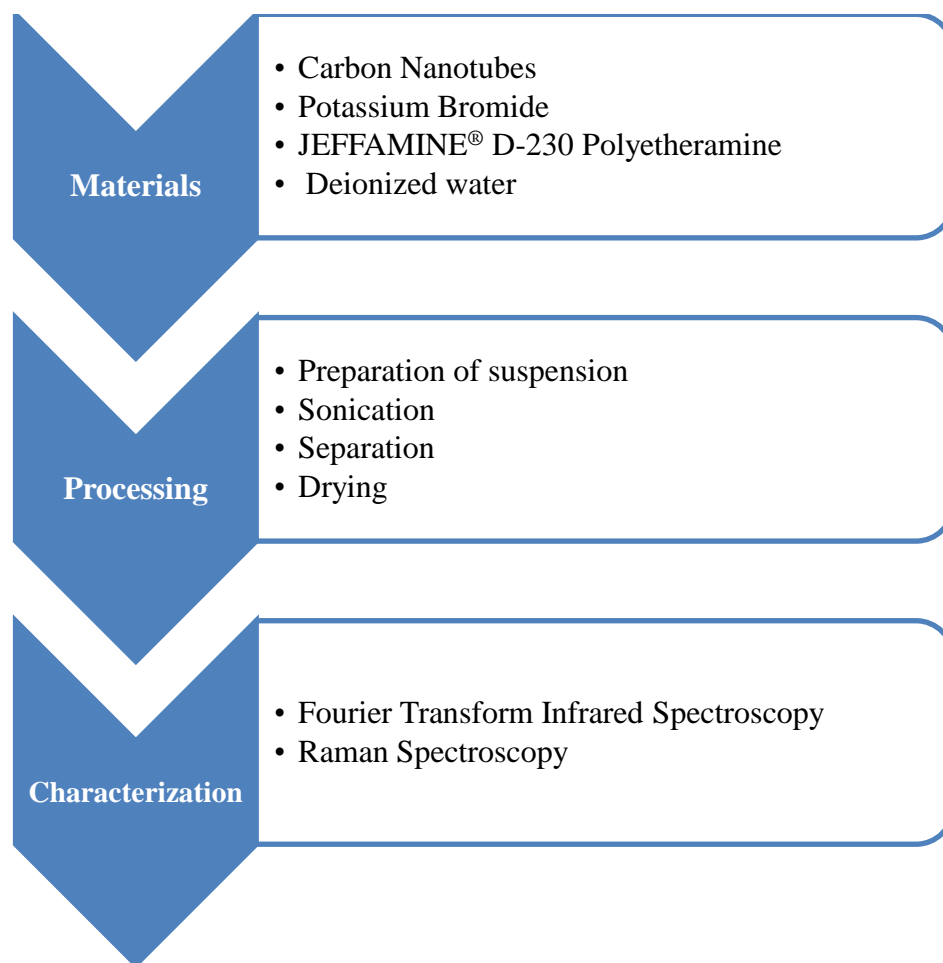 Materials
• Carbon Nanotubes
• Potassium Bromide
• JEFFAMINE® D-230 Polyetheramine
• Deionized water
Processing
• Preparation of suspension
• Sonication
• Separation
• Drying
Characterization
• Fourier Transform Infrared Spectroscopy
• Raman Spectroscopy